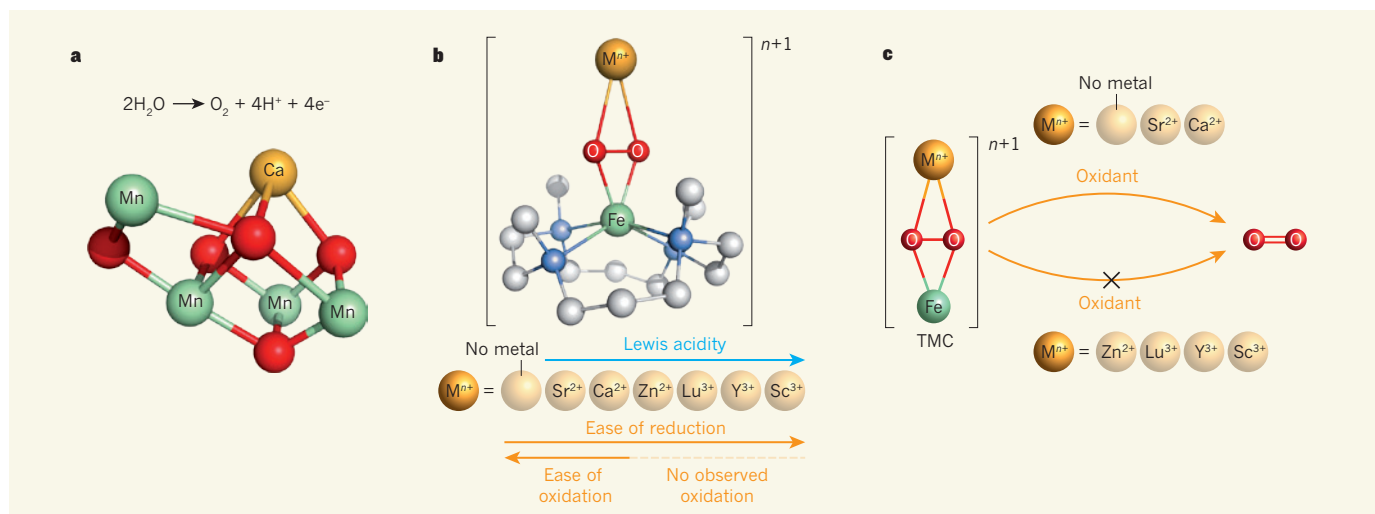 a
2H₂O → O₂ + 4H⁺ + 4e⁻
Ca
Mn
Mn
Mn
Mn
b
n+1
Mⁿ⁺
O
O
Fe
No metal
Lewis acidity
Mⁿ⁺ = Sr²⁺ Ca²⁺ Zn²⁺ Lu³⁺ Y³⁺ Sc³⁺
Ease of reduction
Ease of
oxidation
No observed
oxidation
c
n+1
Mⁿ⁺
O
O
Fe
TMC
No metal
Mⁿ⁺ = Sr²⁺ Ca²⁺
Oxidant
Oxidant
O
O
Mⁿ⁺ = Zn²⁺ Lu³⁺ Y³⁺ Sc³⁺